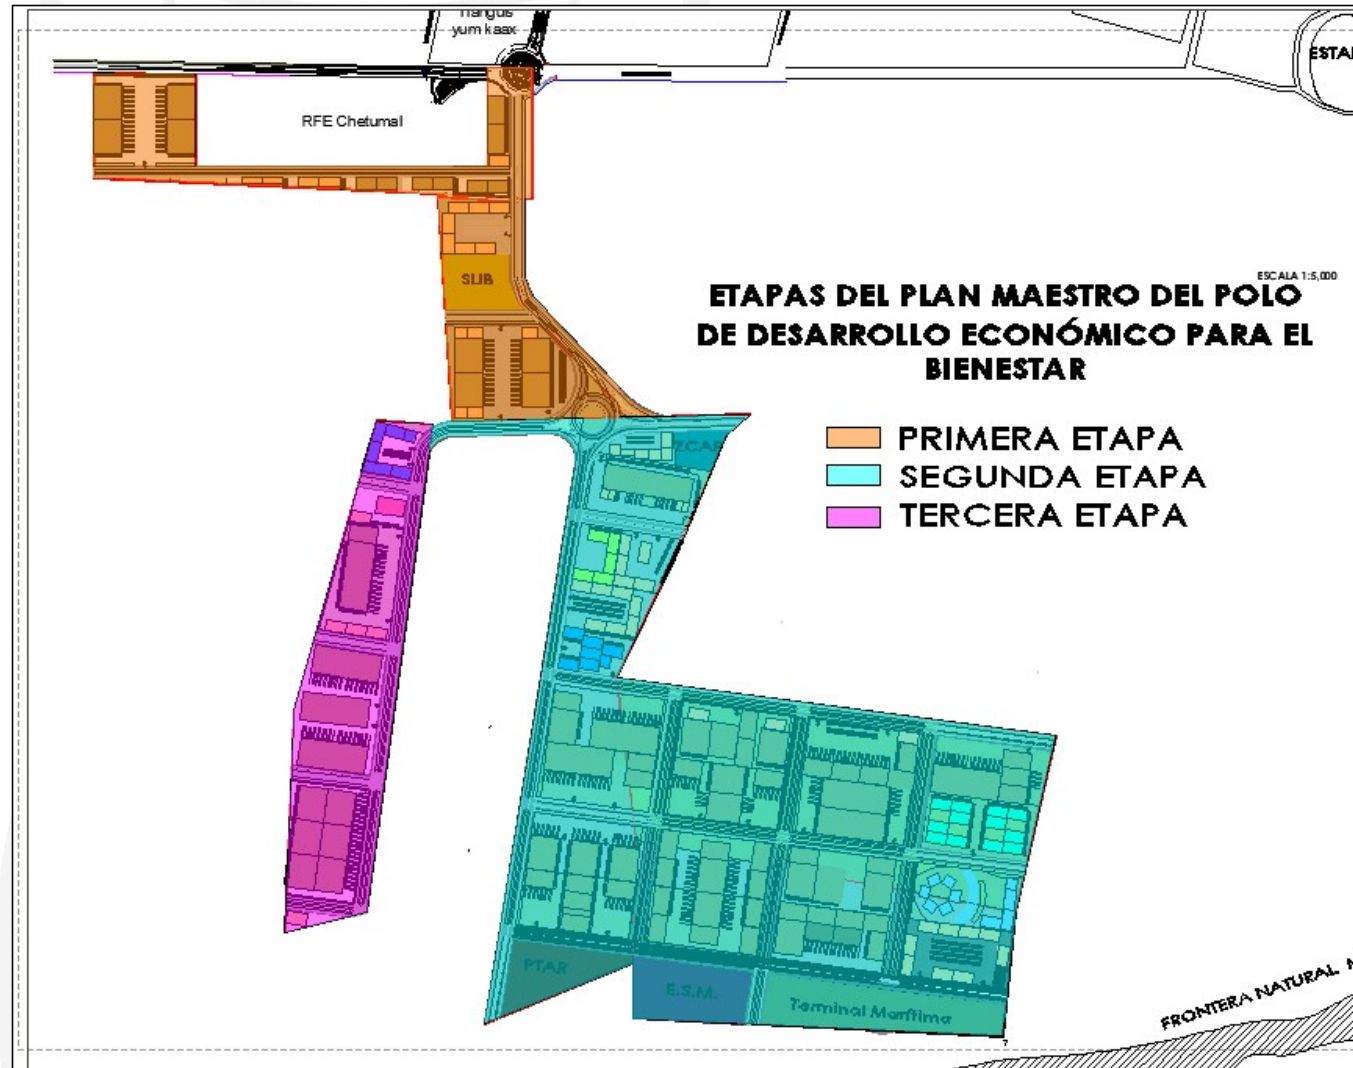 Tianguis
yum kaax
ESTA
RFE Chetumal
SUB
ESCALA 1:5,000
ETAPAS DEL PLAN MAESTRO DEL POLO
DE DESARROLLO ECONÓMICO PARA EL
BIENESTAR
PRIMERA ETAPA
SEGUNDA ETAPA
TERCERA ETAPA
PTAR
E.S.M.
Terminal Marítima
FRONTERA NATURAL